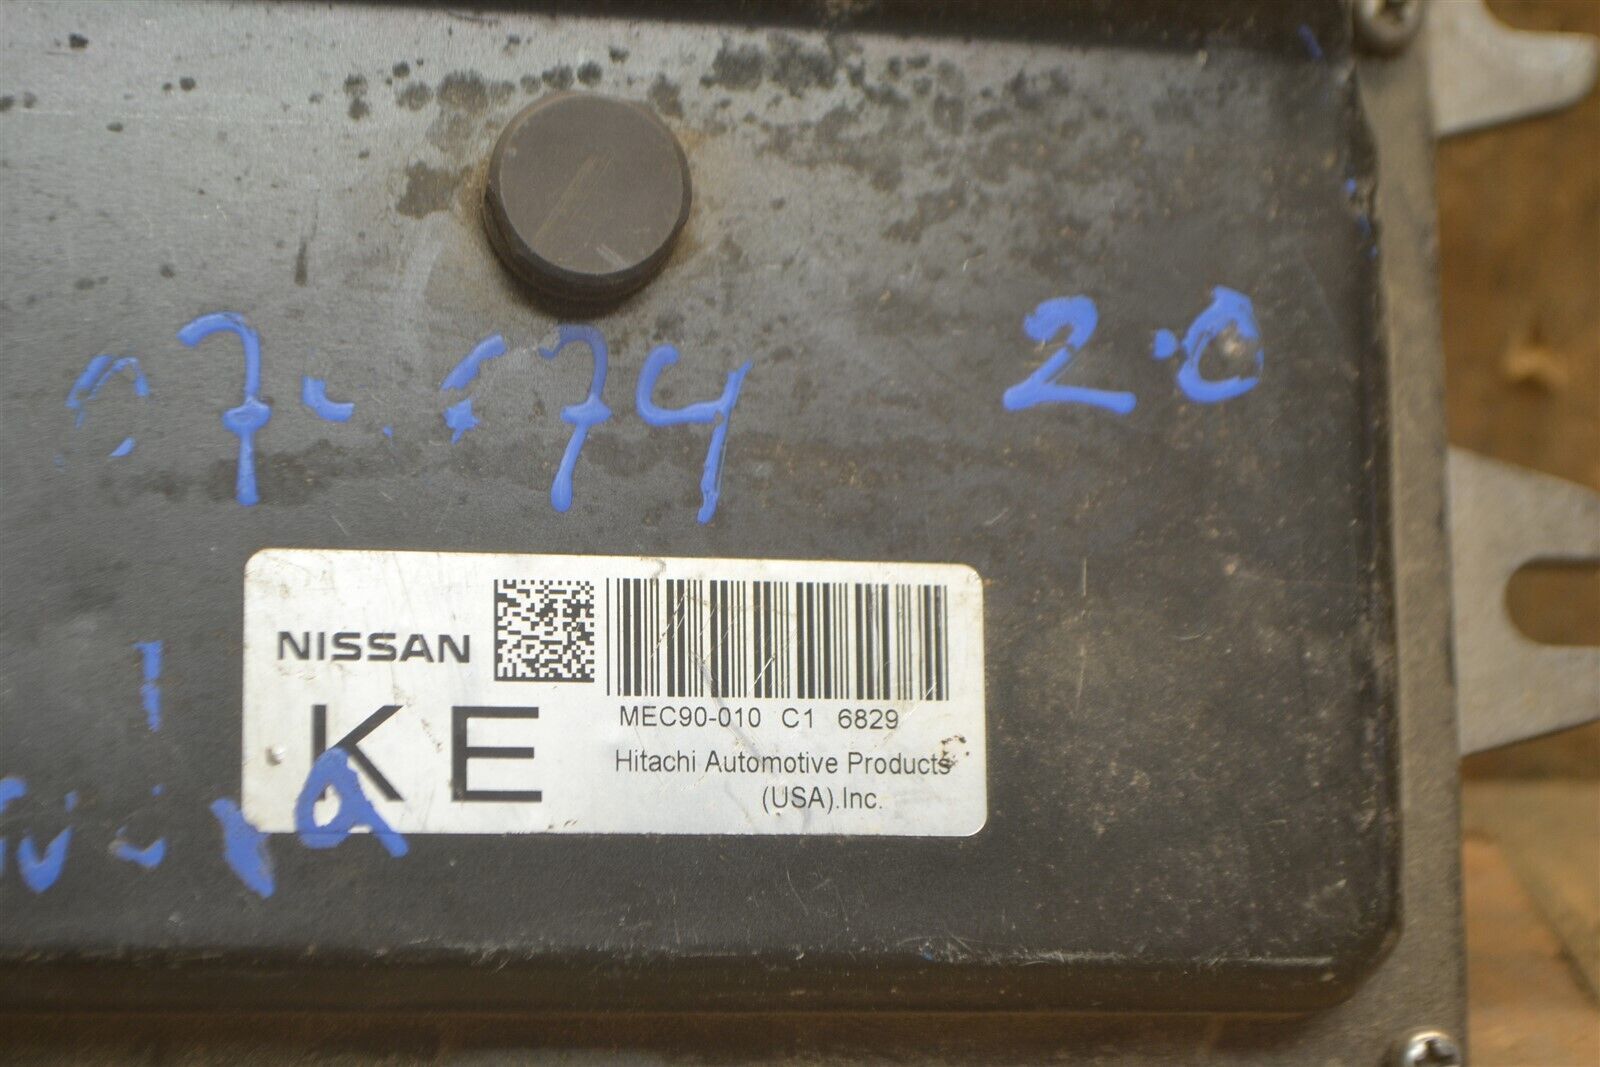 2.0
NISSAN
KE
MEC90-010 C1 6829
Hitachi Automotive Products
(USA).Inc.